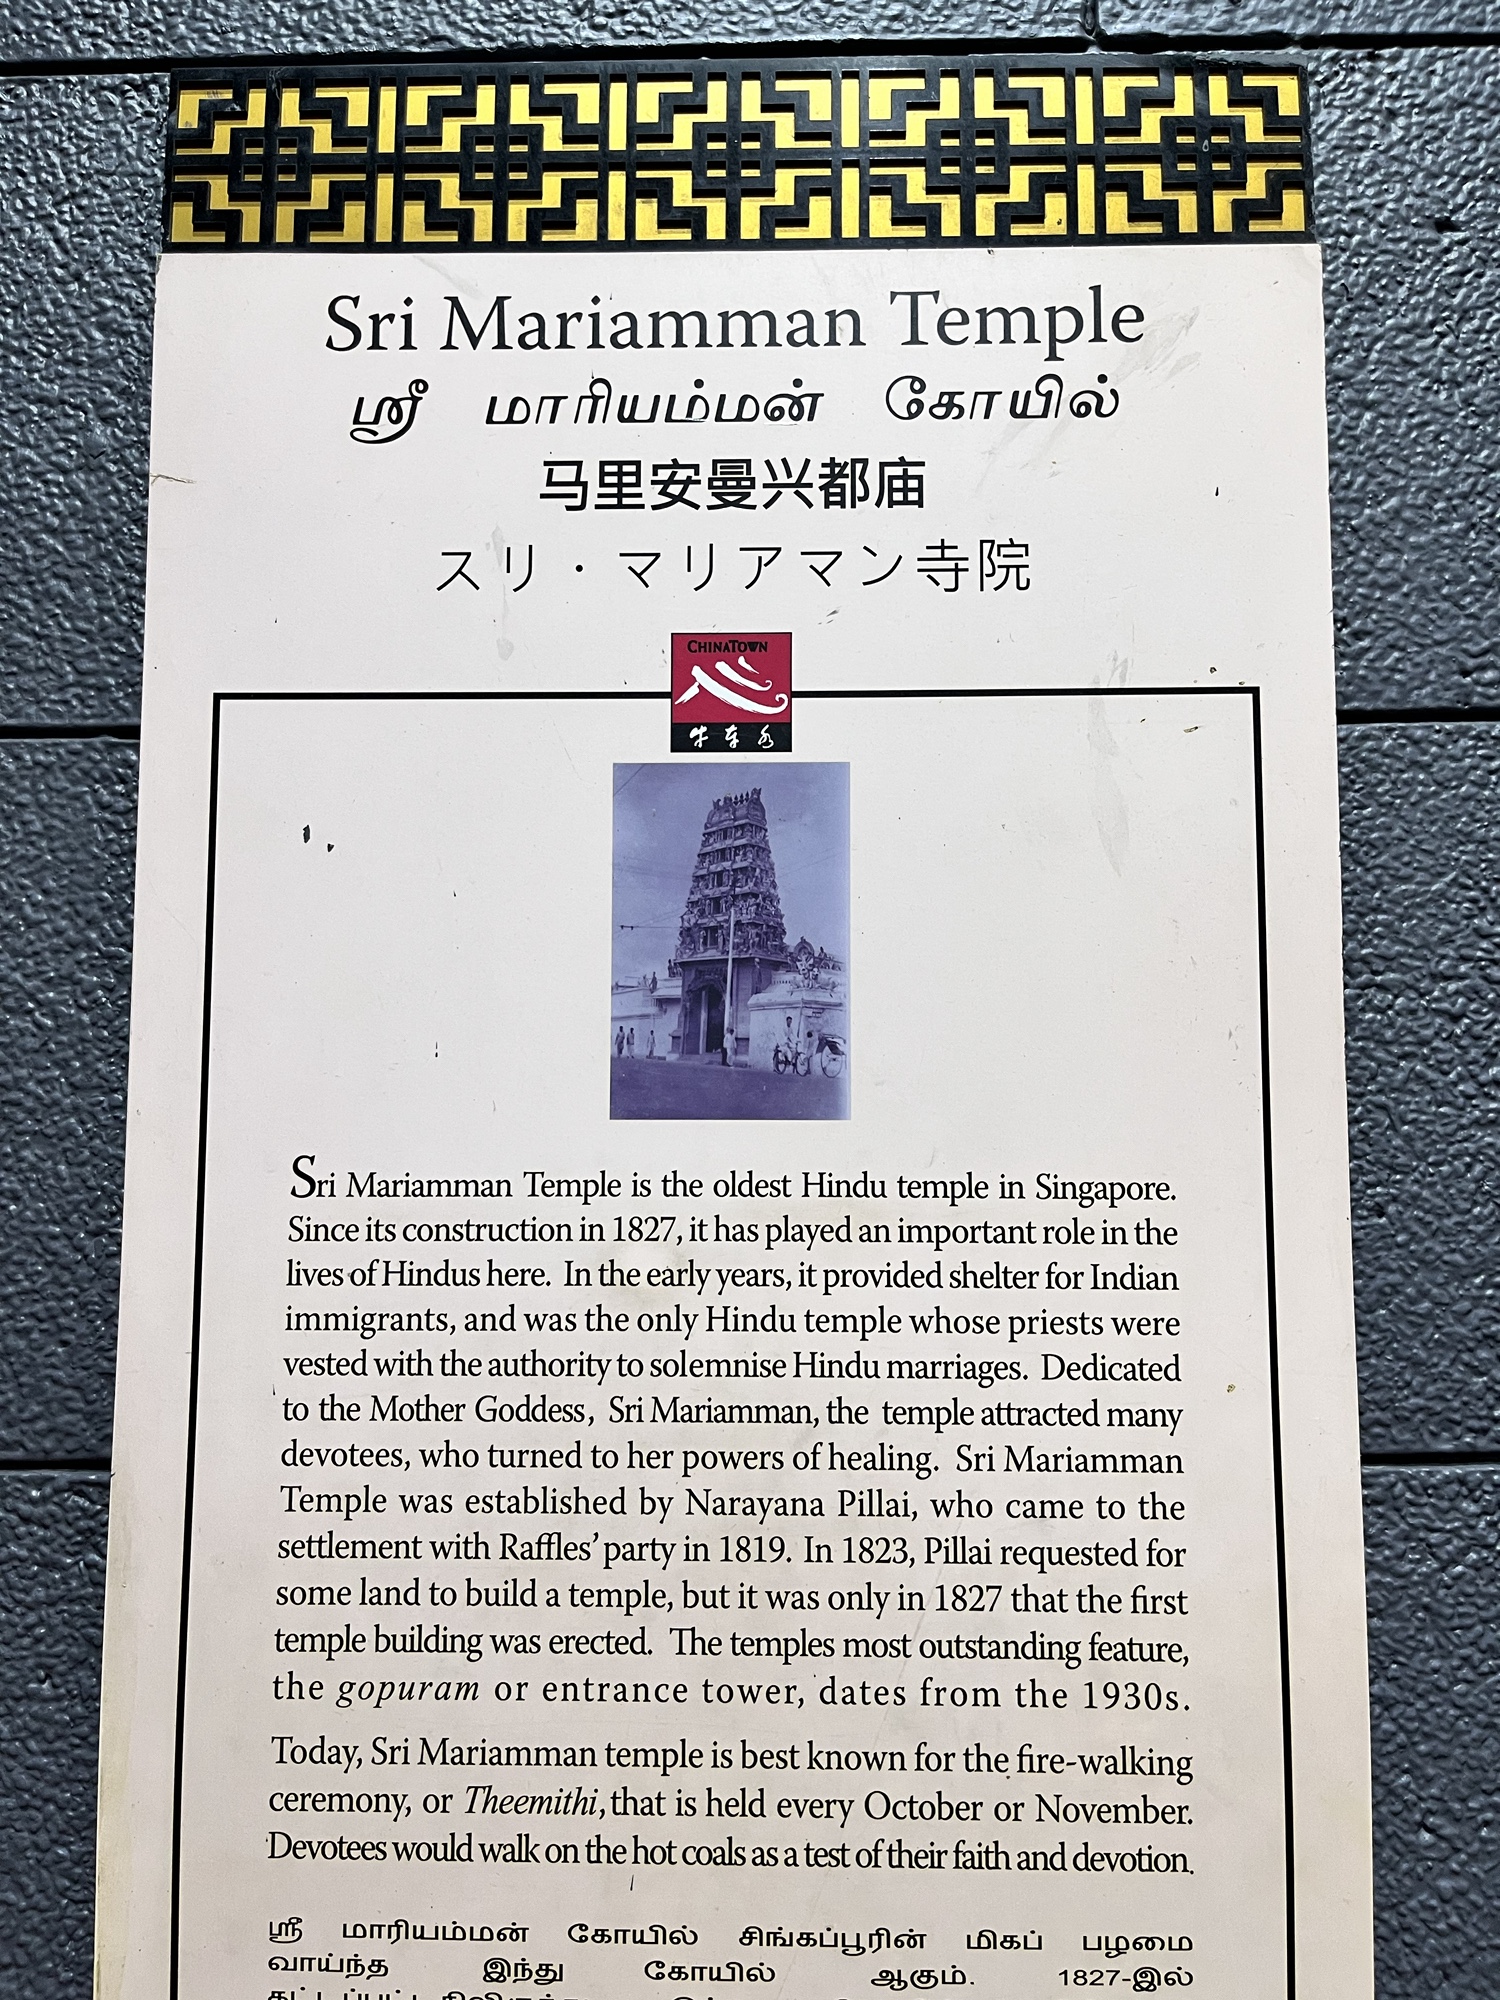 Sri Mariamman Temple
ஸ்ரீ மாரியம்மன் கோயில்
马里安曼兴都庙
スリ・マリアマン寺院
CHINATOWN
牛车水
Sri Mariamman Temple is the oldest Hindu temple in Singapore.
Since its construction in 1827, it has played an important role in the
lives of Hindus here. In the early years, it provided shelter for Indian
immigrants, and was the only Hindu temple whose priests were
vested with the authority to solemnise Hindu marriages. Dedicated
to the Mother Goddess, Sri Mariamman, the temple attracted many
devotees, who turned to her powers of healing. Sri Mariamman
Temple was established by Narayana Pillai, who came to the
settlement with Raffles' party in 1819. In 1823, Pillai requested for
some land to build a temple, but it was only in 1827 that the first
temple building was erected. The temples most outstanding feature,
the gopuram or entrance tower, dates from the 1930s.
Today, Sri Mariamman temple is best known for the fire-walking
ceremony, or Theemithi, that is held every October or November.
Devotees would walk on the hot coals as a test of their faith and devotion.
ஸ்ரீ மாரியம்மன் கோயில் சிங்கப்பூரின் மிகப் பழமை
வாய்ந்த இந்து கோயில் ஆகும். 1827-இல்